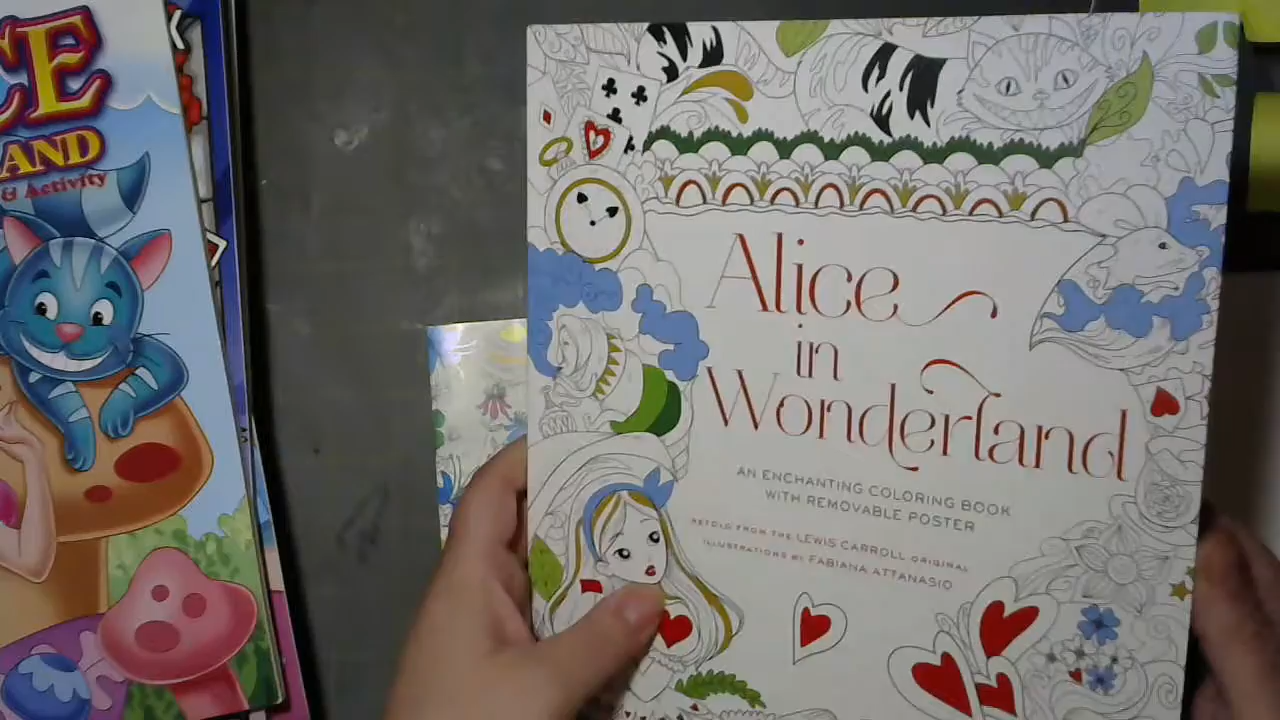 CE
AND
& Activity
Alice
in
Wonderland
AN ENCHANTING COLORING BOOK
WITH REMOVABLE POSTER
RETOLD FROM THE LEWIS CARROLL ORIGINAL
ILLUSTRATIONS BY FABIANA ATTANASIO